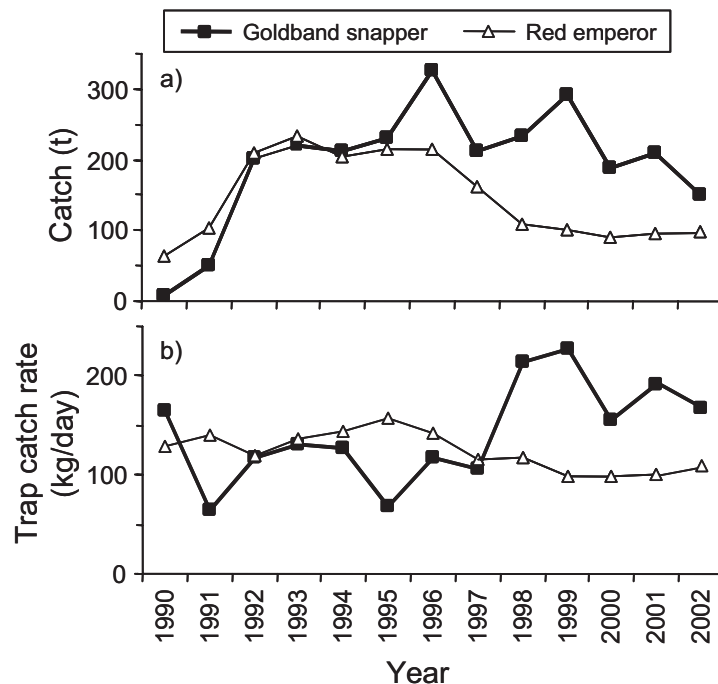 Goldband snapper Red emperor
a)
Catch (t)
300
200
100
0
b)
Trap catch rate
(kg/day)
200
100
0
1990 1991 1992 1993 1994 1995 1996 1997 1998 1999 2000 2001 2002
Year